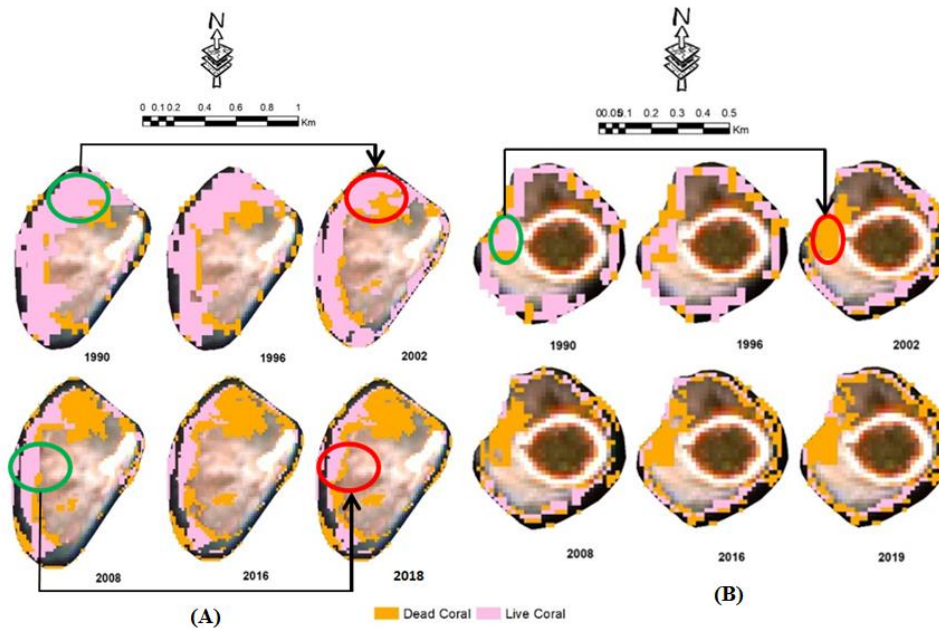 N
0 0.1 0.2 0.4 0.6 0.8 1
Km
N
00.050.1 0.2 0.3 0.4 0.5
Km
1990 1996 2002
1990 1996 2002
2008 2016 2018
2008 2016 2019
(A)
(B)
Dead Coral Live Coral